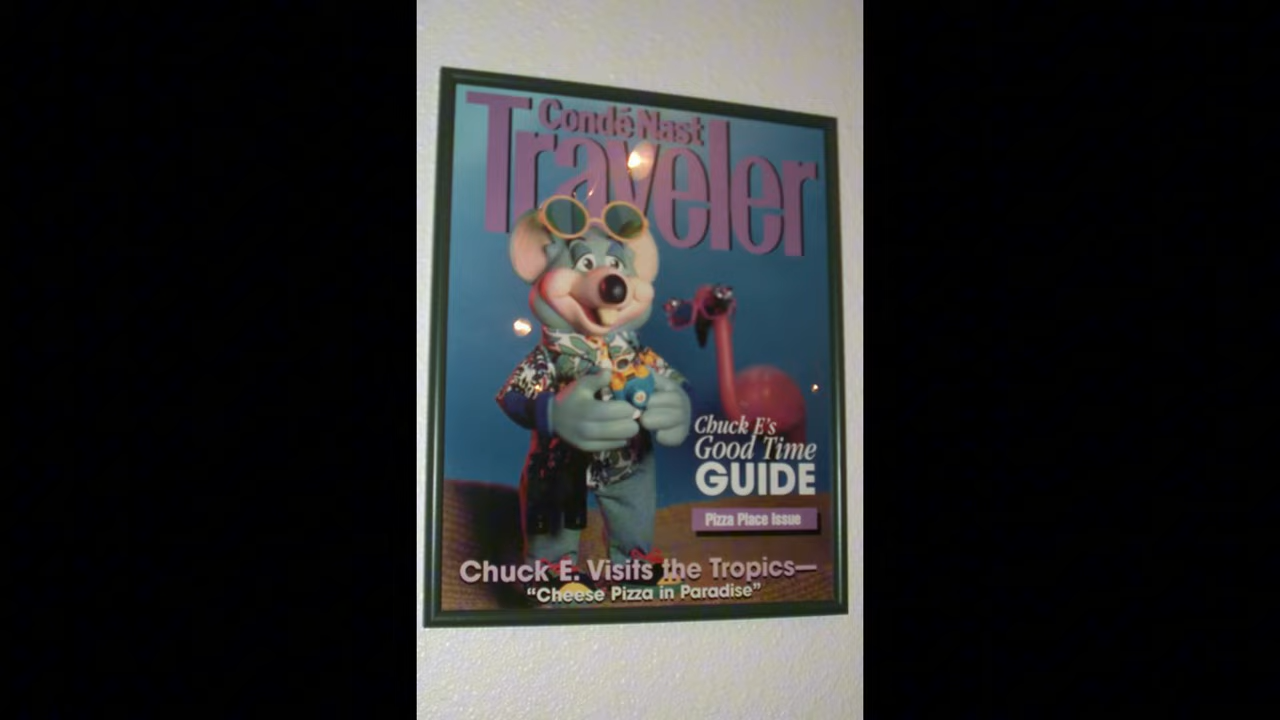 Condé Nast
Traveler
Chuck E's
Good Time
GUIDE
Pizza Place Issue
Chuck E. Visits the Tropics—
“Cheese Pizza in Paradise”